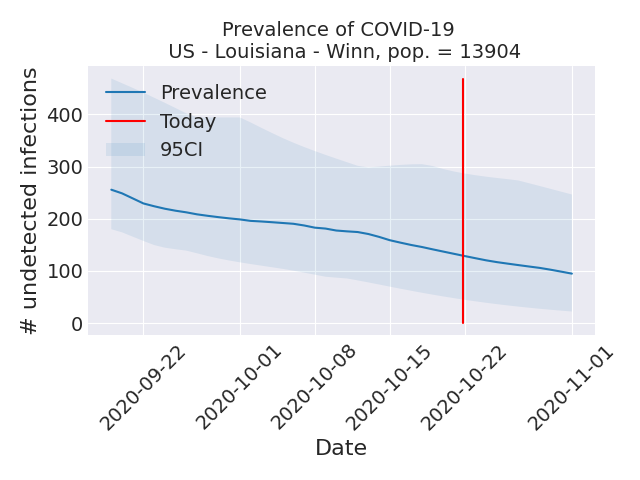 Prevalence of COVID-19
US - Louisiana - Winn, pop. = 13904
# undetected infections
400
300
200
100
0
Prevalence
Today
95CI
2020-09-22
2020-10-01
2020-10-08
2020-10-15
2020-10-22
2020-11-01
Date